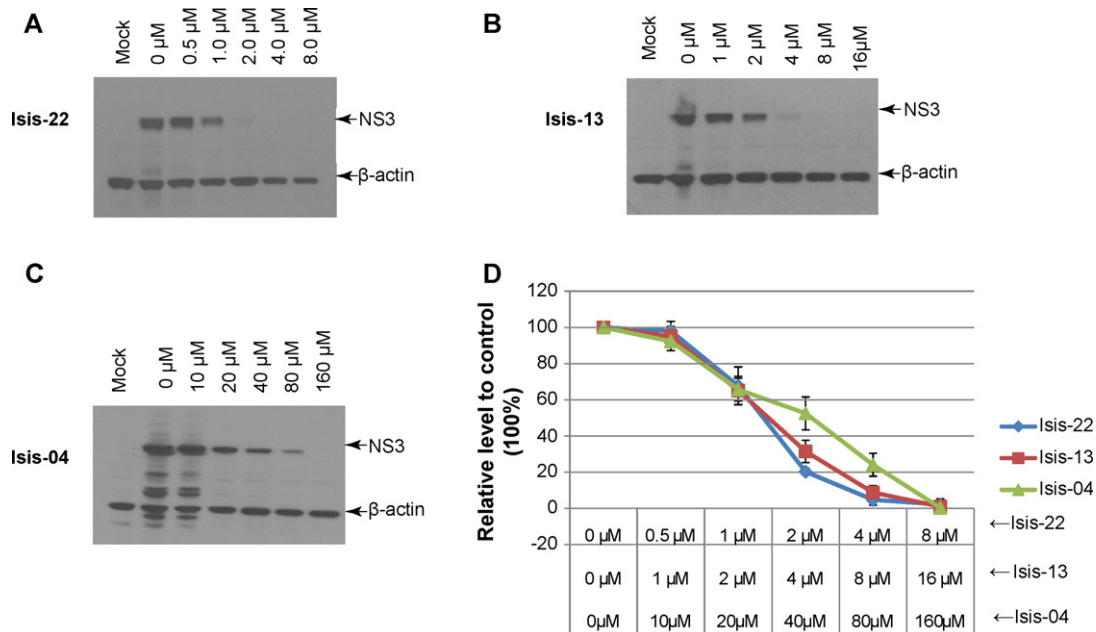 A
Mock
0 µM
0.5 µM
1.0 µM
2.0 µM
4.0 µM
8.0 µM
Isis-22
NS3
β-actin
B
Mock
0 µM
1 µM
2 µM
4 µM
8 µM
16µM
Isis-13
NS3
β-actin
C
Mock
0 µM
10 µM
20 µM
40 µM
80 µM
160 µM
Isis-04
NS3
β-actin
D
Relative level to control
(100%)
120
100
80
60
40
20
0
-20
0 µM 0.5 µM 1 µM 2 µM 4 µM 8 µM ←Isis-22
0 µM 1 µM 2 µM 4 µM 8 µM 16 µM ←Isis-13
0µM 10µM 20µM 40µM 80µM 160µM ←Isis-04
Isis-22
Isis-13
Isis-04